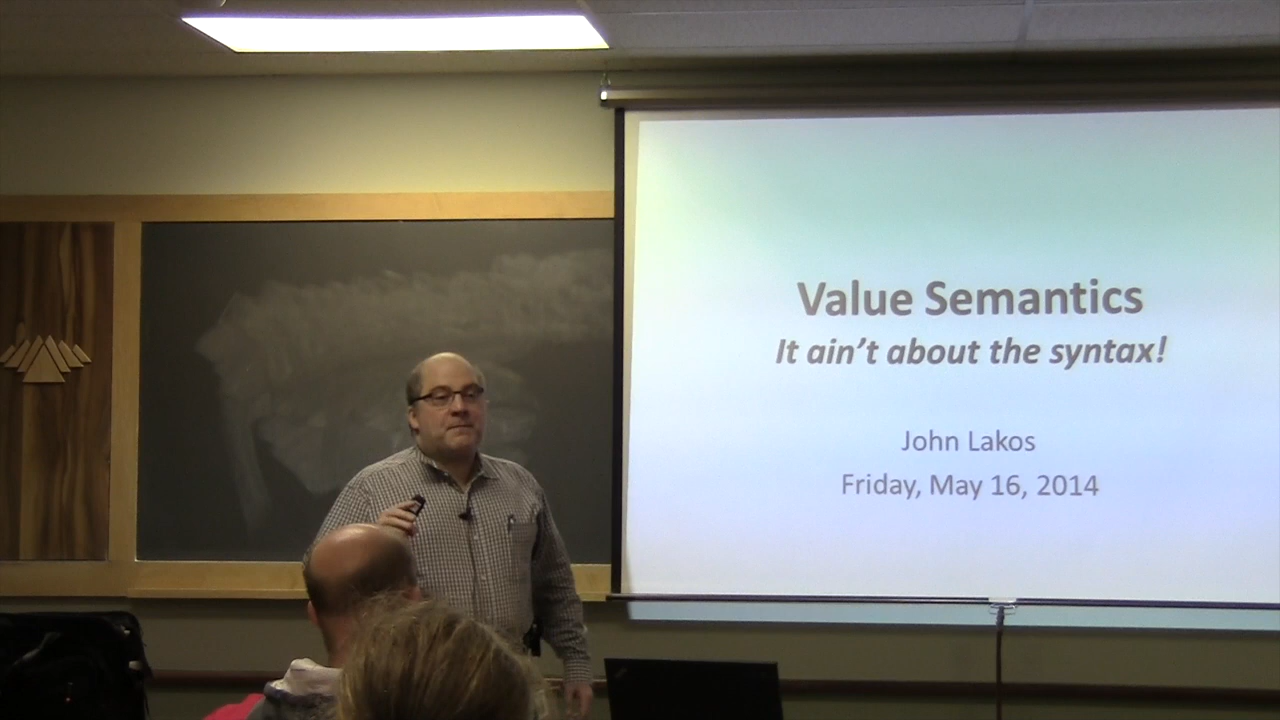 Value Semantics
It ain't about the syntax!
John Lakos
Friday, May 16, 2014